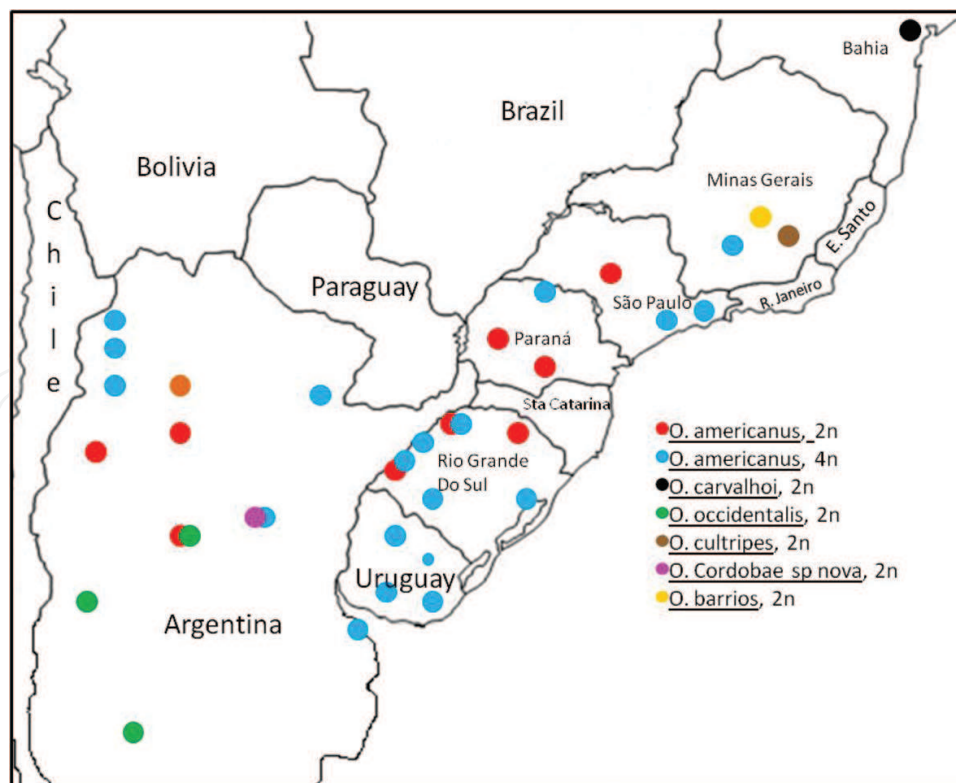 Bahia
Brazil
Bolivia
Minas Gerais
Chile
E. Santo
Paraguay
R. Janeiro
São Paulo
Paraná
Sta Catarina
Rio Grande
Do Sul
Uruguay
Argentina
O. americanus, 2n
O. americanus, 4n
O. carvalhoi, 2n
O. occidentalis, 2n
O. cultripes, 2n
O. Cordobae sp nova, 2n
O. barrios, 2n